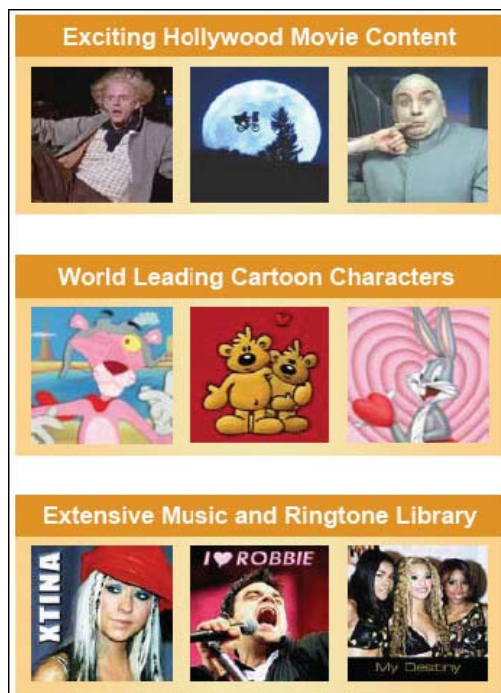 Exciting Hollywood Movie Content
World Leading Cartoon Characters
Extensive Music and Ringtone Library
XTINA
I ♥ ROBBIE
My Destiny